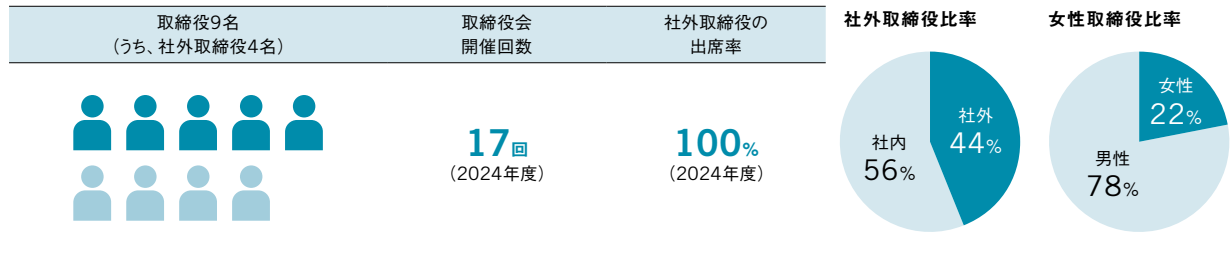 取締役9名
（うち、社外取締役4名）
取締役会
開催回数
社外取締役の
出席率
17回
（2024年度）
100%
（2024年度）
社外取締役比率
社外
44%
社内
56%
女性取締役比率
女性
22%
男性
78%